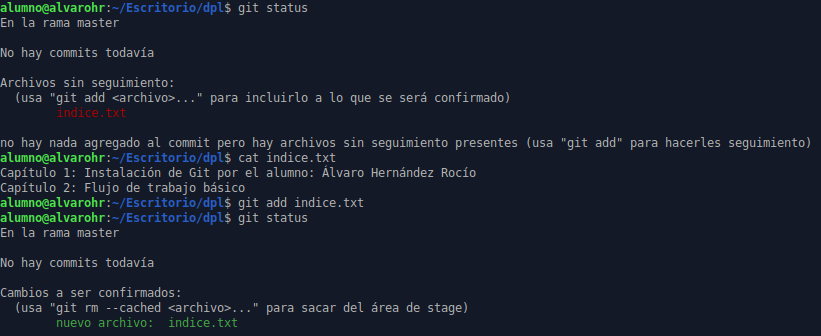 alumno@alvarohr:~/Escritorio/dpl$ git status
En la rama master
No hay commits todavía
Archivos sin seguimiento:
(usa "git add <archivo>..." para incluirlo a lo que se será confirmado)
indice.txt
no hay nada agregado al commit pero hay archivos sin seguimiento presentes (usa "git add" para hacerles seguimiento)
alumno@alvarohr:~/Escritorio/dpl$ cat indice.txt
Capítulo 1: Instalación de Git por el alumno: Álvaro Hernández Rocío
Capítulo 2: Flujo de trabajo básico
alumno@alvarohr:~/Escritorio/dpl$ git add indice.txt
alumno@alvarohr:~/Escritorio/dpl$ git status
En la rama master
No hay commits todavía
Cambios a ser confirmados:
(usa "git rm --cached <archivo>..." para sacar del área de stage)
nuevo archivo:  indice.txt